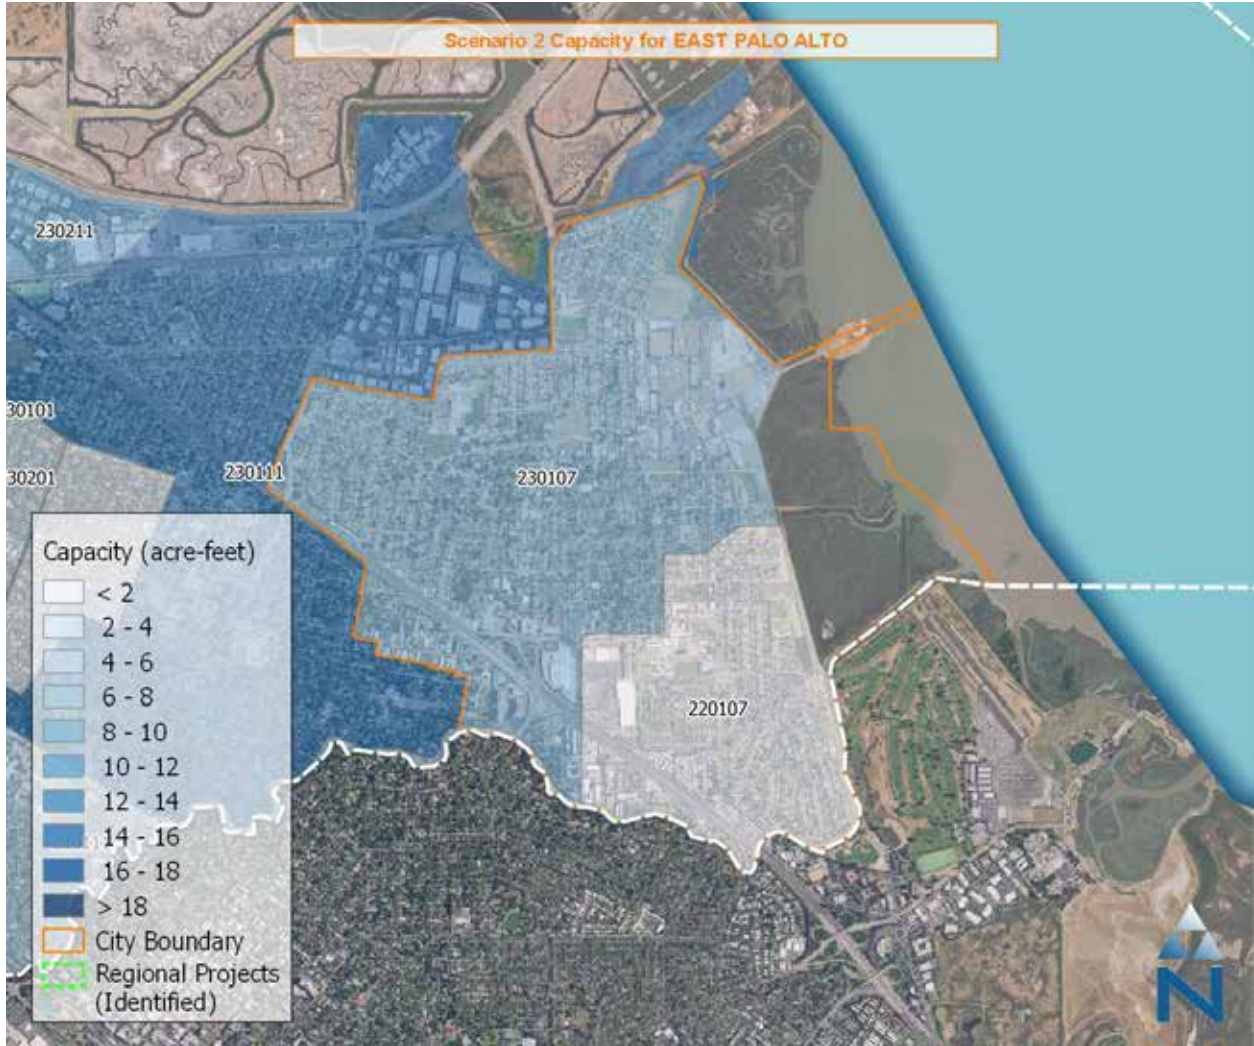 Scenario 2 Capacity for EAST PALO ALTO
230211
30101
30201
230111
230107
220107
Capacity (acre-feet)
< 2
2 - 4
4 - 6
6 - 8
8 - 10
10 - 12
12 - 14
14 - 16
16 - 18
> 18
City Boundary
Regional Projects
(Identified)
N